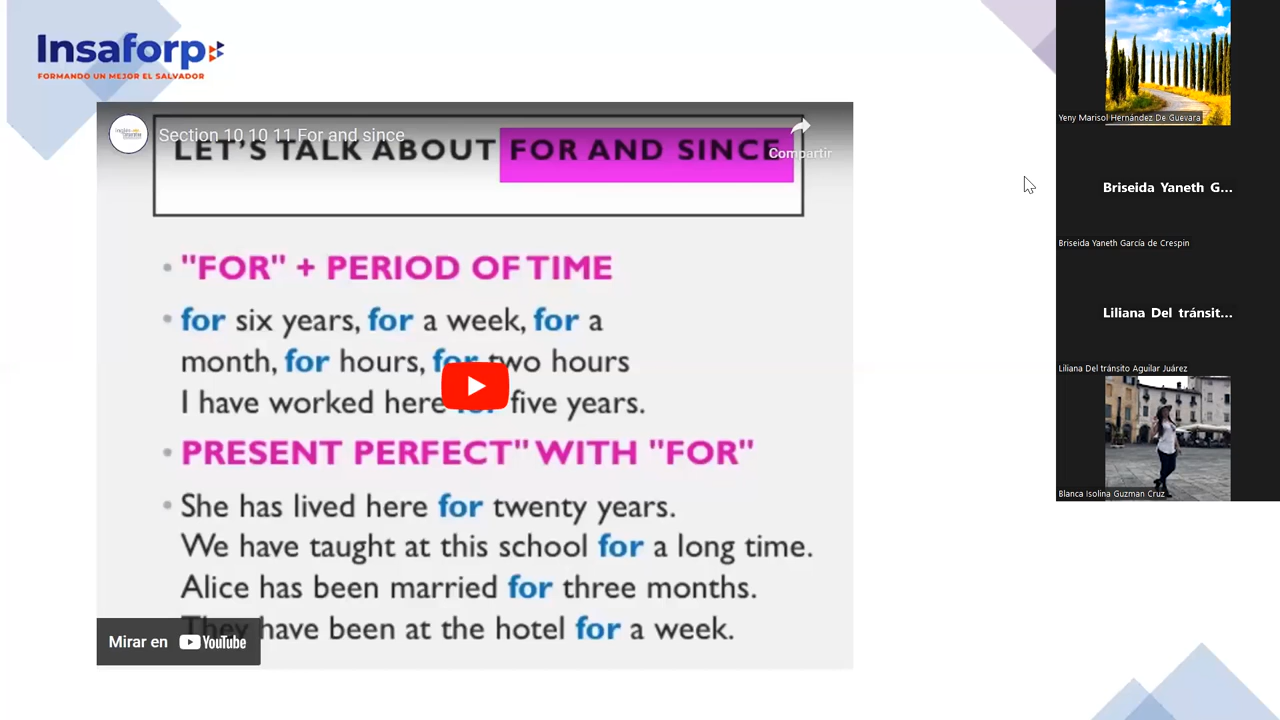 Insaforp
FORMANDO UN MEJOR EL SALVADOR
Section 10 10 11 For and since
Compartir
LET'S TALK ABOUT FOR AND SINCE
"FOR" + PERIOD OF TIME
for six years, for a week, for a
month, for hours, for two hours
I have worked here for five years.
PRESENT PERFECT" WITH "FOR"
She has lived here for twenty years.
We have taught at this school for a long time.
Alice has been married for three months.
They have been at the hotel for a week.
Mirar en YouTube
Yeny Marisol Hernández De Guevara
Briseida Yaneth G...
Briseida Yaneth García de Crespin
Liliana Del tránsit...
Liliana Del tránsito Aguilar Juárez
Blanca Isolina Guzman Cruz